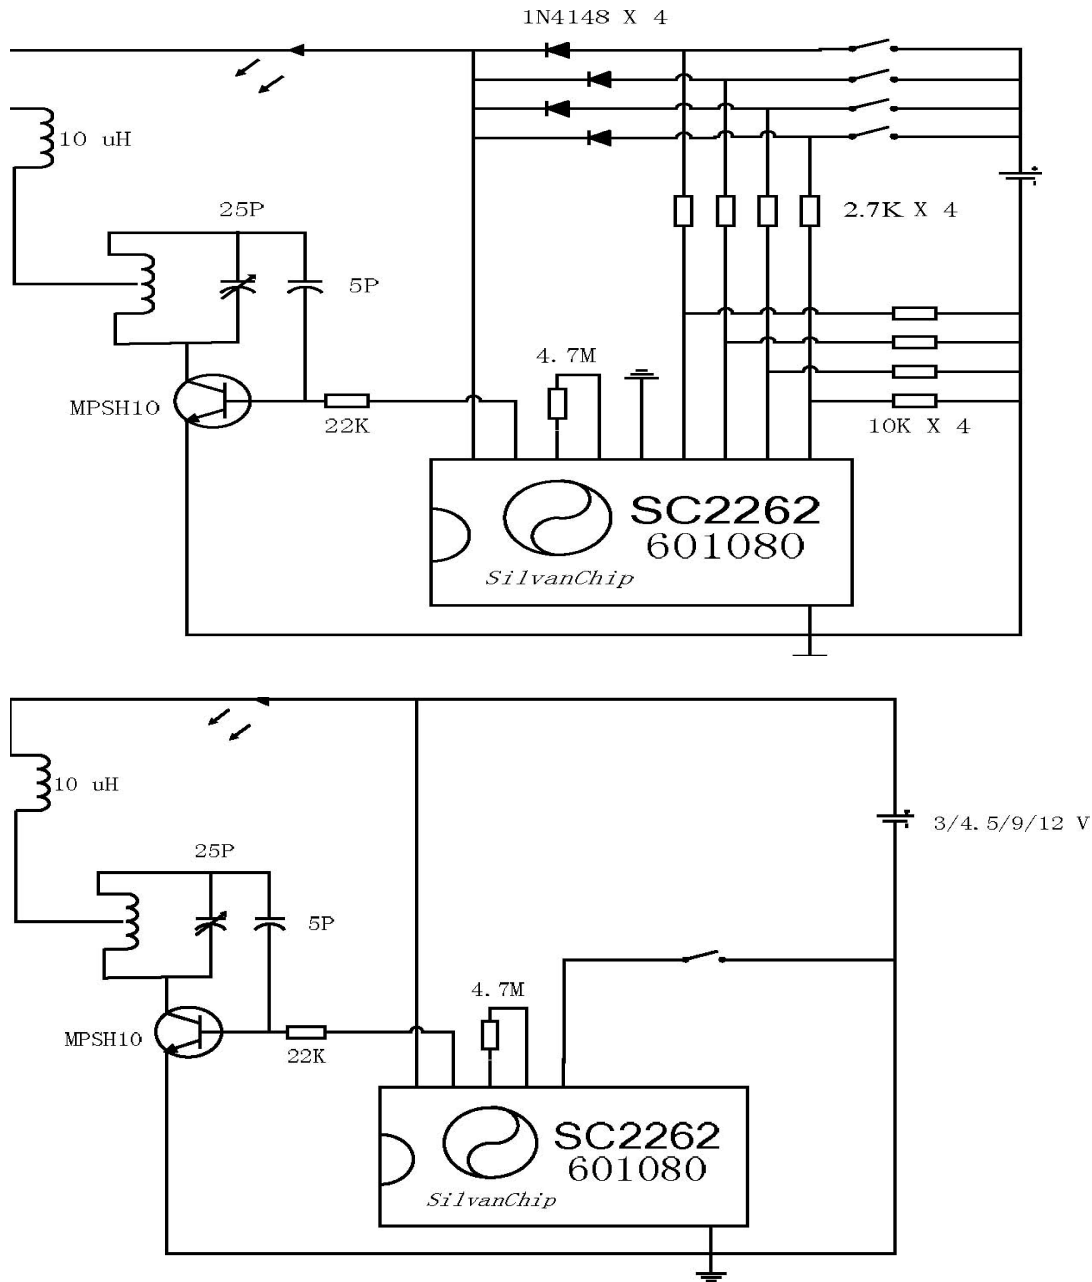 1N4148 X 4
10 uH
2.7K X 4
25P
5P
4.7M
MPSH10
22K
10K X 4
SC2262
601080
SilvanChip
10 uH
3/4.5/9/12 V
25P
5P
4.7M
MPSH10
22K
SC2262
601080
SilvanChip